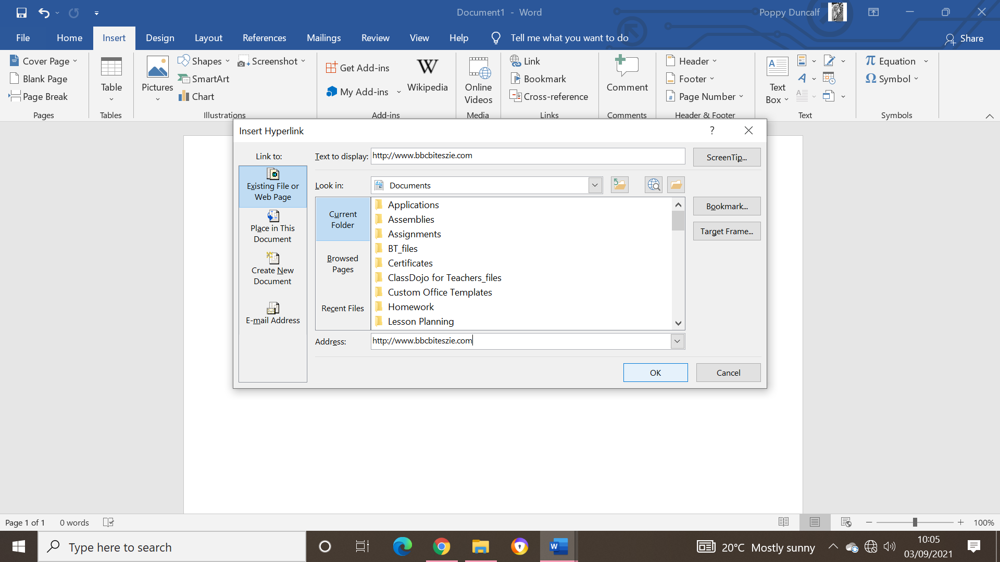 Document1 - Word
Poppy Duncalf
File Home Insert Design Layout References Mailings Review View Help Tell me what you want to do Share
Cover Page
Blank Page
Page Break
Pages
Table
Tables
Pictures
Shapes
SmartArt
Chart
Screenshot
Illustrations
Get Add-ins
My Add-ins
W
Wikipedia
Add-ins
Online
Videos
Media
Link
Bookmark
Cross-reference
Links
Comment
Comments
Header
Footer
Page Number
Header & Footer
Text
Box
Text
π Equation
Ω Symbol
Symbols
Insert Hyperlink
?
Link to:
Existing File or
Web Page
Place in This
Document
Create New
Document
E-mail Address
Text to display: http://www.bbcbiteszie.com
ScreenTip...
Look in: Documents
Current
Folder
Browsed
Pages
Recent Files
Applications
Assemblies
Assignments
BT_files
Certificates
ClassDojo for Teachers_files
Custom Office Templates
Homework
Lesson Planning
Bookmark...
Target Frame...
Address: http://www.bbcbiteszie.com
OK Cancel
Page 1 of 1 0 words
100%
Type here to search
20°C Mostly sunny
10:05
03/09/2021